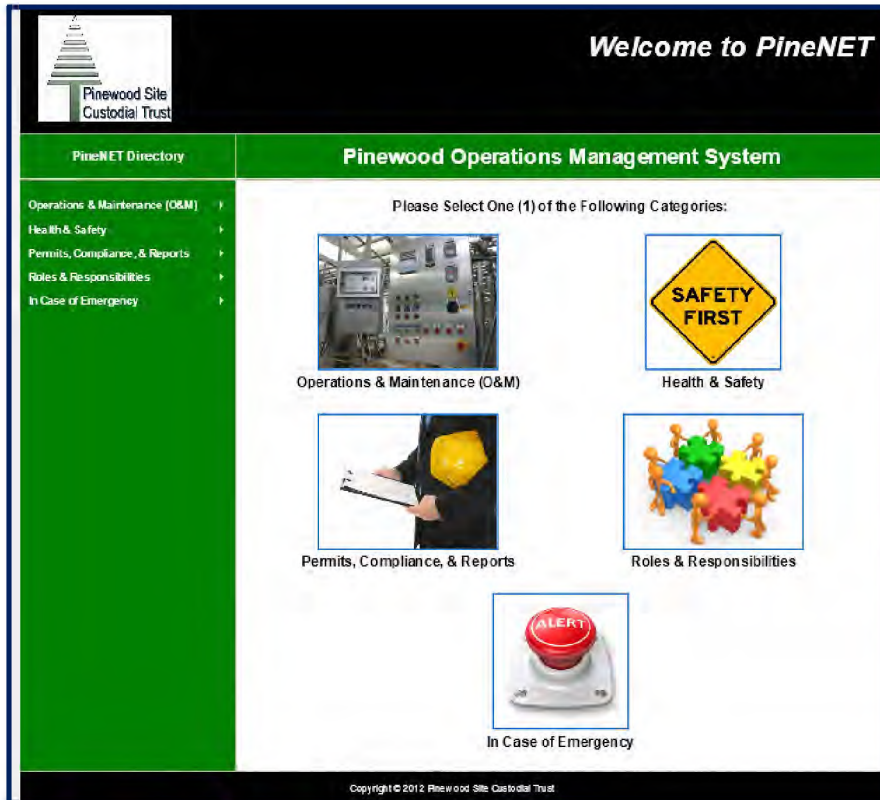 Pinewood Site
Custodial Trust
Welcome to PineNET
PineNET Directory
Pinewood Operations Management System
Operations & Maintenance (O&M)
Health & Safety
Permits, Compliance, & Reports
Roles & Responsibilities
In Case of Emergency
Please Select One (1) of the Following Categories:
SAFETY
FIRST
Operations & Maintenance (O&M)
Health & Safety
Permits, Compliance, & Reports
Roles & Responsibilities
ALERT
In Case of Emergency
Copyright © 2012 Pinewood Site Custodial Trust